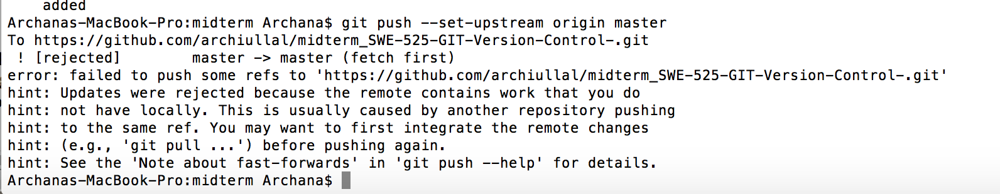 added
Archanas-MacBook-Pro:midterm Archana$ git push --set-upstream origin master
To https://github.com/archiullal/midterm_SWE-525-GIT-Version-Control-.git
! [rejected]        master -> master (fetch first)
error: failed to push some refs to 'https://github.com/archiullal/midterm_SWE-525-GIT-Version-Control-.git'
hint: Updates were rejected because the remote contains work that you do
hint: not have locally. This is usually caused by another repository pushing
hint: to the same ref. You may want to first integrate the remote changes
hint: (e.g., 'git pull ...') before pushing again.
hint: See the 'Note about fast-forwards' in 'git push --help' for details.
Archanas-MacBook-Pro:midterm Archana$